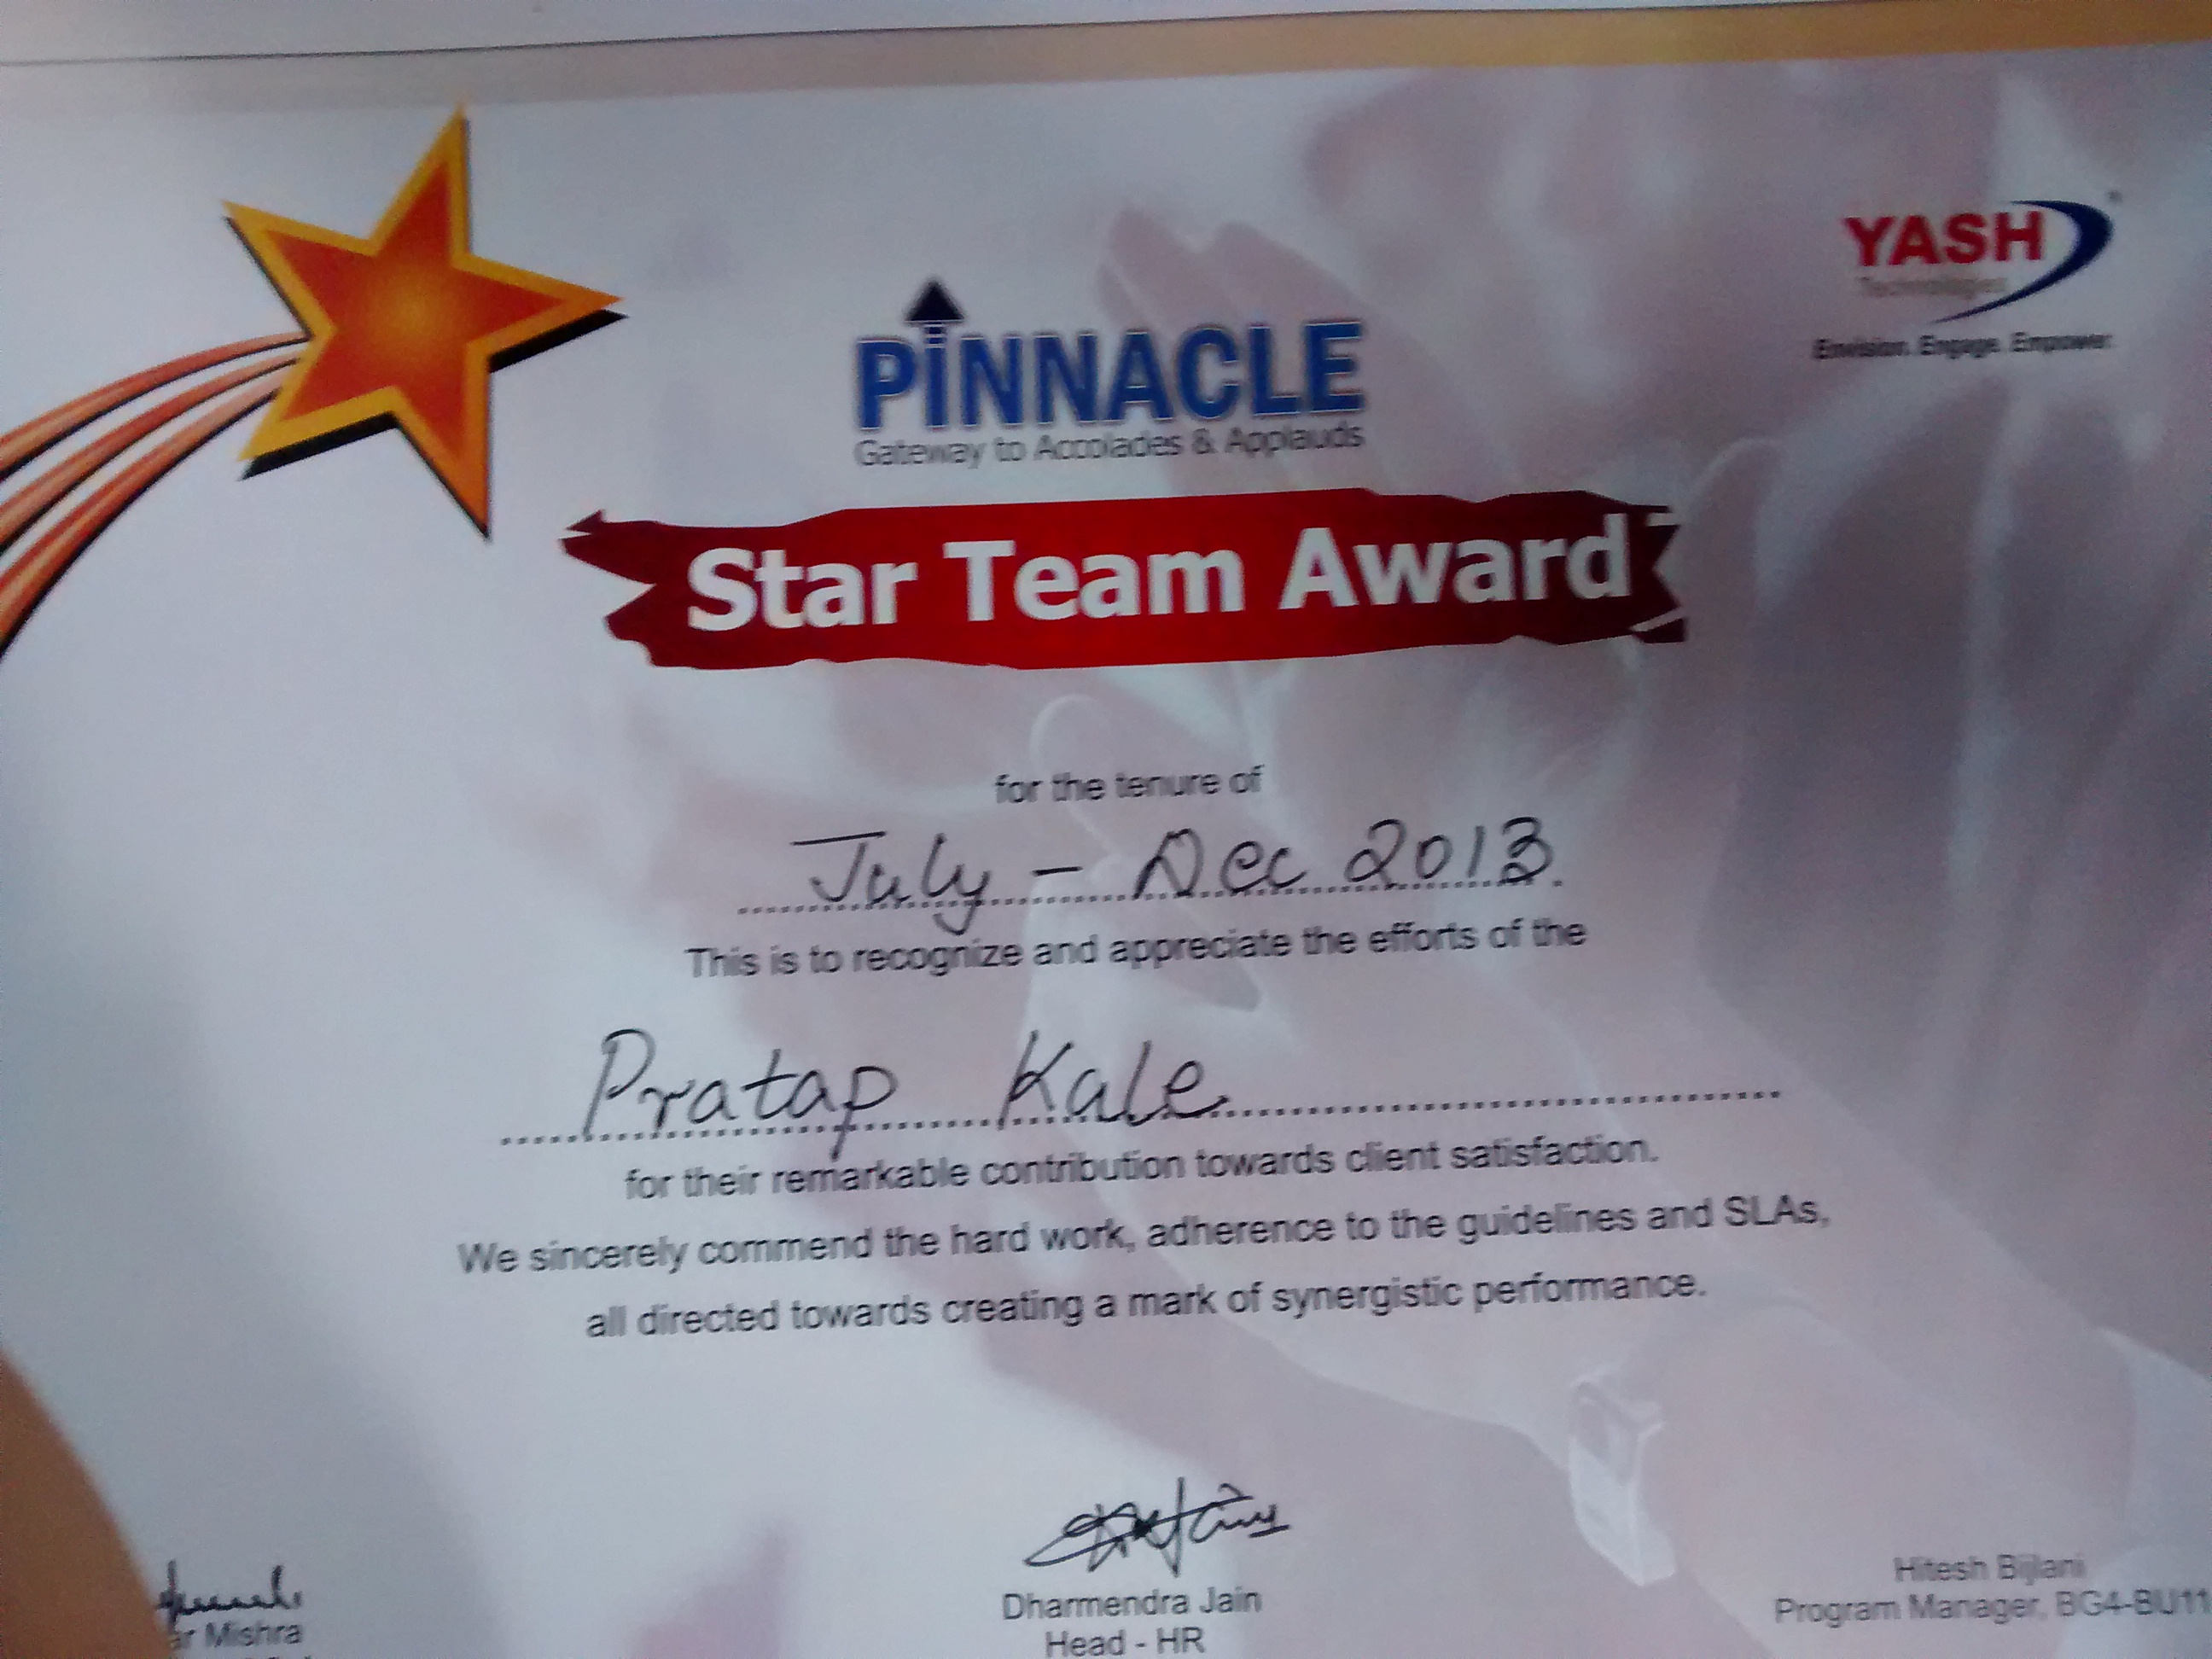 YASH
Technologies
Envision. Engage. Empower.
PiNNACLE
Gateway to Accolades & Applauds
Star Team Award
for the tenure of
July - Dec 2013.
This is to recognize and appreciate the efforts of the
Pratap Kale
for their remarkable contribution towards client satisfaction.
We sincerely commend the hard work, adherence to the guidelines and SLAs,
all directed towards creating a mark of synergistic performance.
ar Mishra
Dharmendra Jain
Head - HR
Hitesh Bijlani
Program Manager, BG4-BU11